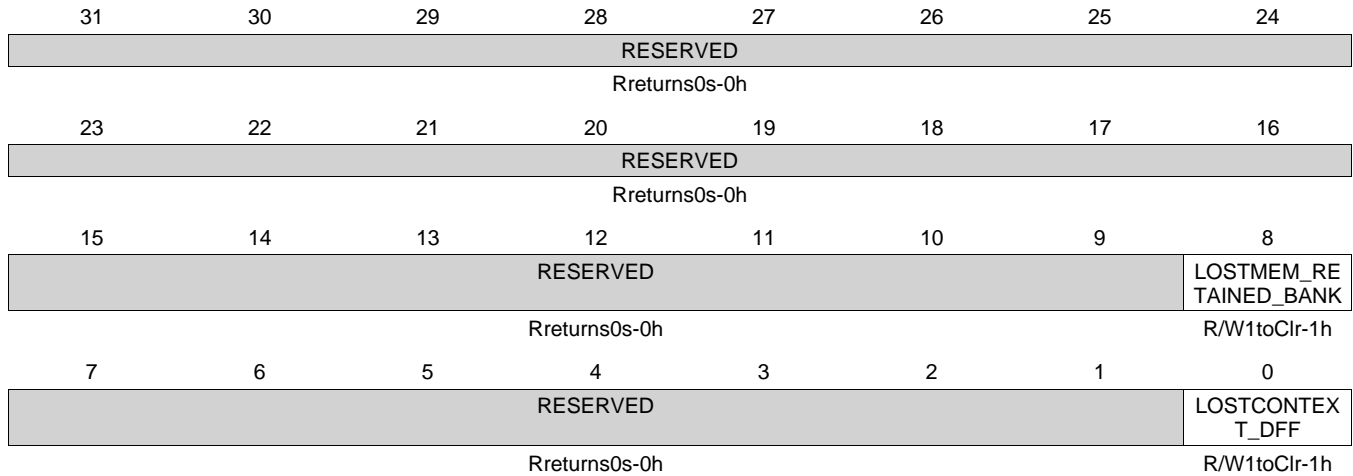 31 30 29 28 27 26 25 24
RESERVED
Rreturns0s-0h
23 22 21 20 19 18 17 16
RESERVED
Rreturns0s-0h
15 14 13 12 11 10 9 8
RESERVED LOSTMEM_RE
TAINED_BANK
Rreturns0s-0h R/W1toClr-1h
7 6 5 4 3 2 1 0
RESERVED LOSTCONTEX
T_DFF
Rreturns0s-0h R/W1toClr-1h